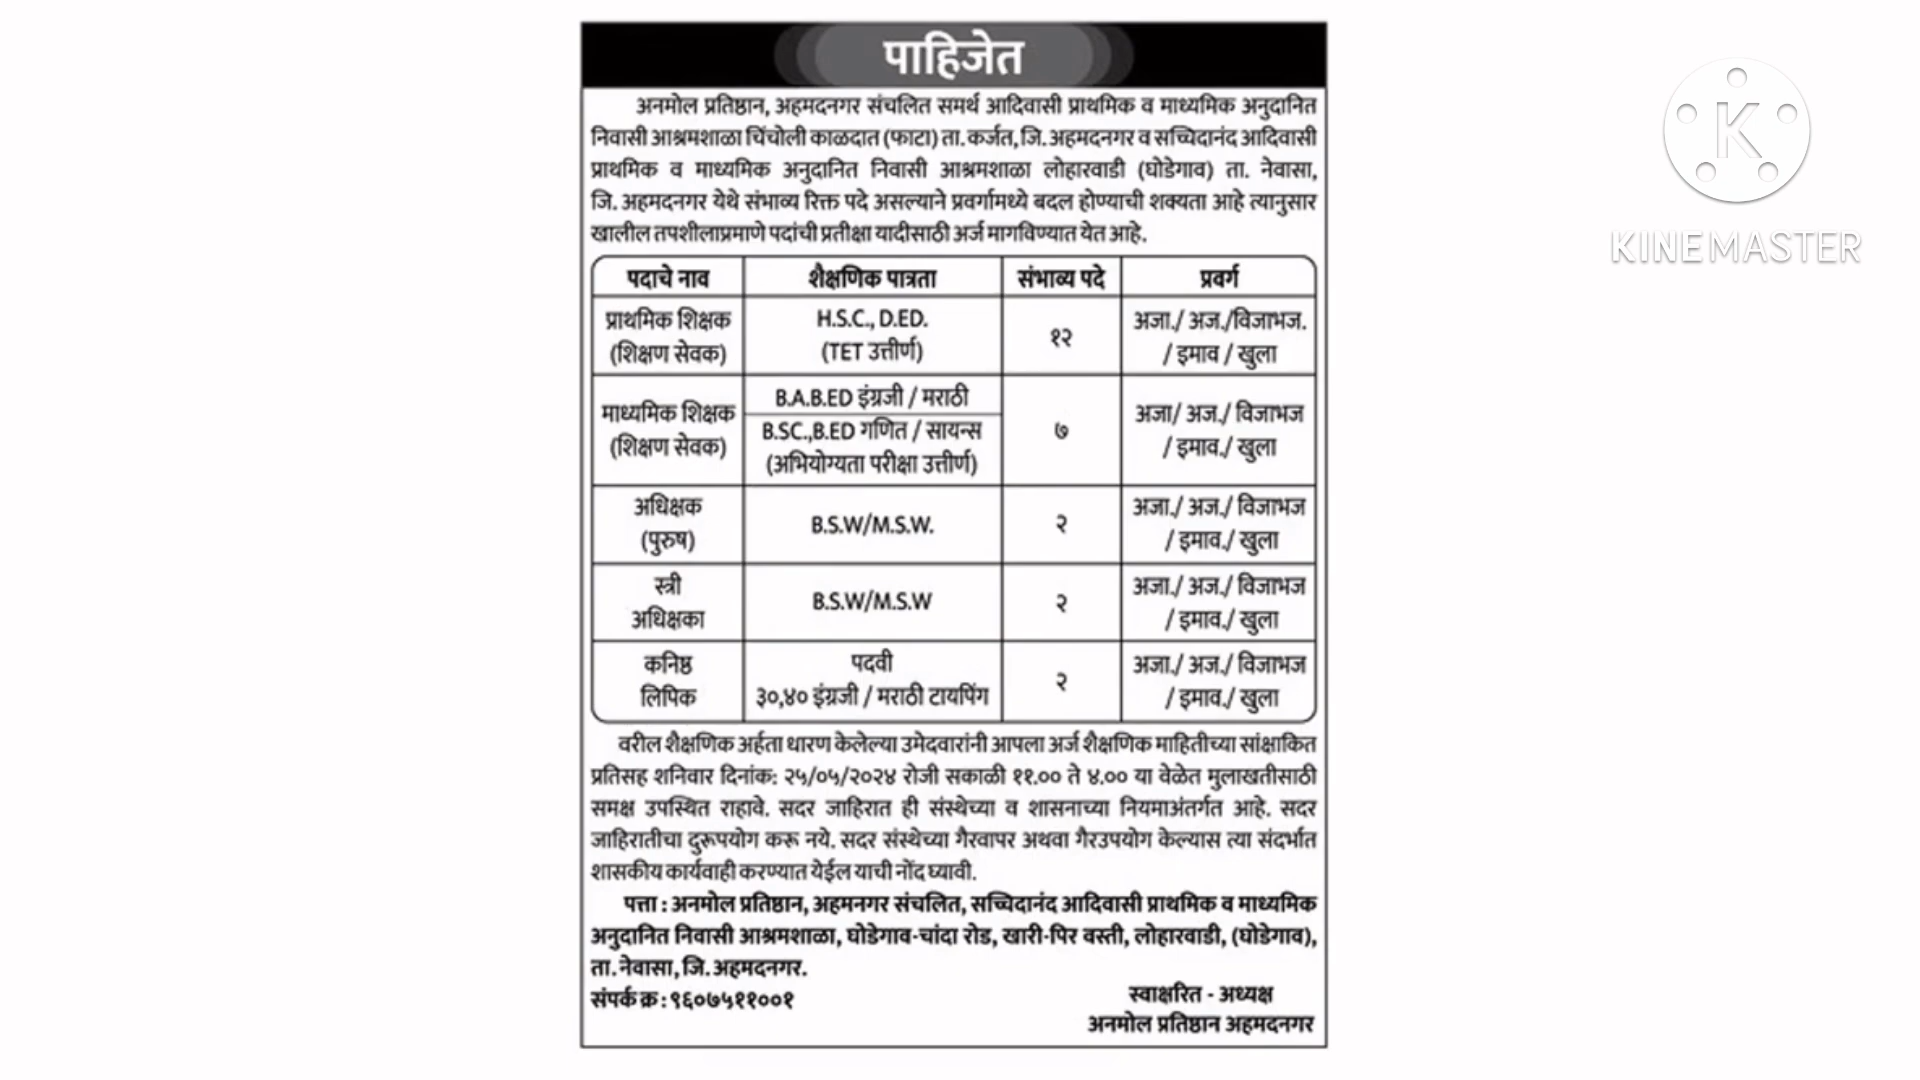 पाहिजेत
अनमोल प्रतिष्ठान, अहमदनगर संचलित समर्थ आदिवासी प्राथमिक व माध्यमिक अनुदानित
निवासी आश्रमशाळा चिंचोली काळदात (फाटा) ता. कर्जत, जि. अहमदनगर व सच्चिदानंद आदिवासी
प्राथमिक व माध्यमिक अनुदानित निवासी आश्रमशाळा लोहारवाडी (घोडेगाव) ता. नेवासा,
जि. अहमदनगर येथे संभाव्य रिक्त पदे असल्याने प्रवर्गामध्ये बदल होण्याची शक्यता आहे त्यानुसार
खालील तपशीलाप्रमाणे पदांची प्रतीक्षा यादीसाठी अर्ज मागविण्यात येत आहे.
पदाचे नाव शैक्षणिक पात्रता संभाव्य पदे प्रवर्ग
प्राथमिक शिक्षक H.S.C., D.ED. अजा./ अज./विजाभज.
(शिक्षण सेवक) (TET उत्तीर्ण) १२ / इमाव / खुला
B.A.B.ED इंग्रजी / मराठी
माध्यमिक शिक्षक B.SC.,B.ED गणित / सायन्स ७ अजा/ अज./ विजाभज
(शिक्षण सेवक) (अभियोग्यता परीक्षा उत्तीर्ण) / इमाव./ खुला
अधिक्षक B.S.W/M.S.W. २ अजा./ अज./ विजाभज
(पुरुष) / इमाव./ खुला
स्त्री B.S.W/M.S.W २ अजा./ अज./ विजाभज
अधिक्षका / इमाव./ खुला
कनिष्ठ पदवी २ अजा./ अज./ विजाभज
लिपिक ३०,४० इंग्रजी / मराठी टायपिंग / इमाव./ खुला
वरील शैक्षणिक अर्हता धारण केलेल्या उमेदवारांनी आपला अर्ज शैक्षणिक माहितीच्या सांक्षाकित
प्रतिसह शनिवार दिनांक: २५/०५/२०२४ रोजी सकाळी ११.०० ते ४.०० या वेळेत मुलाखतीसाठी
समक्ष उपस्थित राहावे. सदर जाहिरात ही संस्थेच्या व शासनाच्या नियमाअंतर्गत आहे. सदर
जाहिरातीचा दुरूपयोग करू नये. सदर संस्थेच्या गैरवापर अथवा गैरउपयोग केल्यास त्या संदर्भात
शासकीय कार्यवाही करण्यात येईल याची नोंद घ्यावी.
पत्ता : अनमोल प्रतिष्ठान, अहमनगर संचलित, सच्चिदानंद आदिवासी प्राथमिक व माध्यमिक
अनुदानित निवासी आश्रमशाळा, घोडेगाव-चांदा रोड, खारी-पिर वस्ती, लोहारवाडी, (घोडेगाव),
ता. नेवासा, जि. अहमदनगर.
संपर्क क्र : ९६०७५११००१
स्वाक्षरित - अध्यक्ष
अनमोल प्रतिष्ठान अहमदनगर
K
KINEMASTER